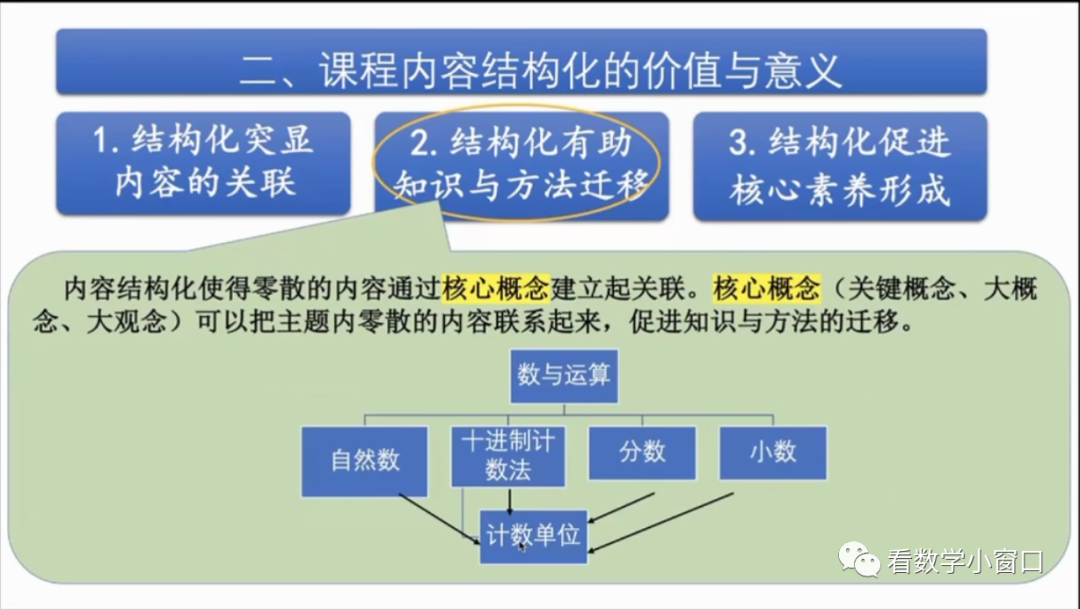 二、课程内容结构化的价值与意义
1.结构化突显
内容的关联
2.结构化有助
知识与方法迁移
3.结构化促进
核心素养形成
内容结构化使得零散的内容通过核心概念建立起关联。核心概念（关键概念、大概
念、大观念）可以把主题内零散的内容联系起来，促进知识与方法的迁移。
数与运算
自然数
十进制计
数法
分数
小数
计数单位
看数学小窗口